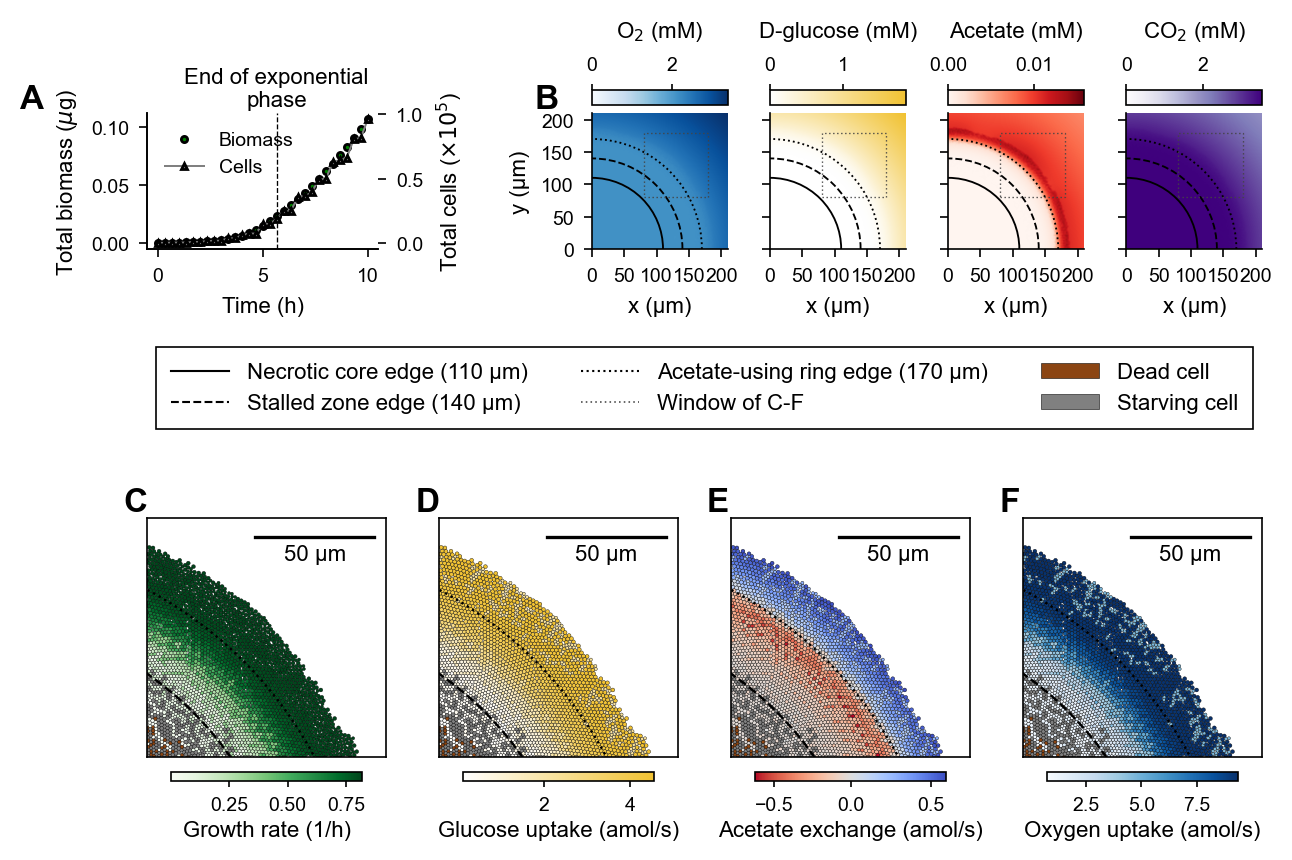 A
End of exponential
phase
Total biomass (μg)
0.10
0.05
0.00
Biomass
Cells
1.0
0.5
0.0
Total cells (×10⁵)
0
5
10
Time (h)
B
O₂ (mM)
D-glucose (mM)
Acetate (mM)
CO₂ (mM)
0
2
0
1
0.00
0.01
0
2
y (μm)
200
150
100
50
0
0
50
100
150
200
0
50
100
150
200
0
50
100
150
200
0
50
100
150
200
x (μm)
x (μm)
x (μm)
x (μm)
Necrotic core edge (110 μm)
Stalled zone edge (140 μm)
Acetate-using ring edge (170 μm)
Window of C-F
Dead cell
Starving cell
C
50 μm
0.25
0.50
0.75
Growth rate (1/h)
D
50 μm
2
4
Glucose uptake (amol/s)
E
50 μm
−0.5
0.0
0.5
Acetate exchange (amol/s)
F
50 μm
2.5
5.0
7.5
Oxygen uptake (amol/s)